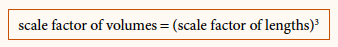 scale factor of volumes = (scale factor of lengths)³